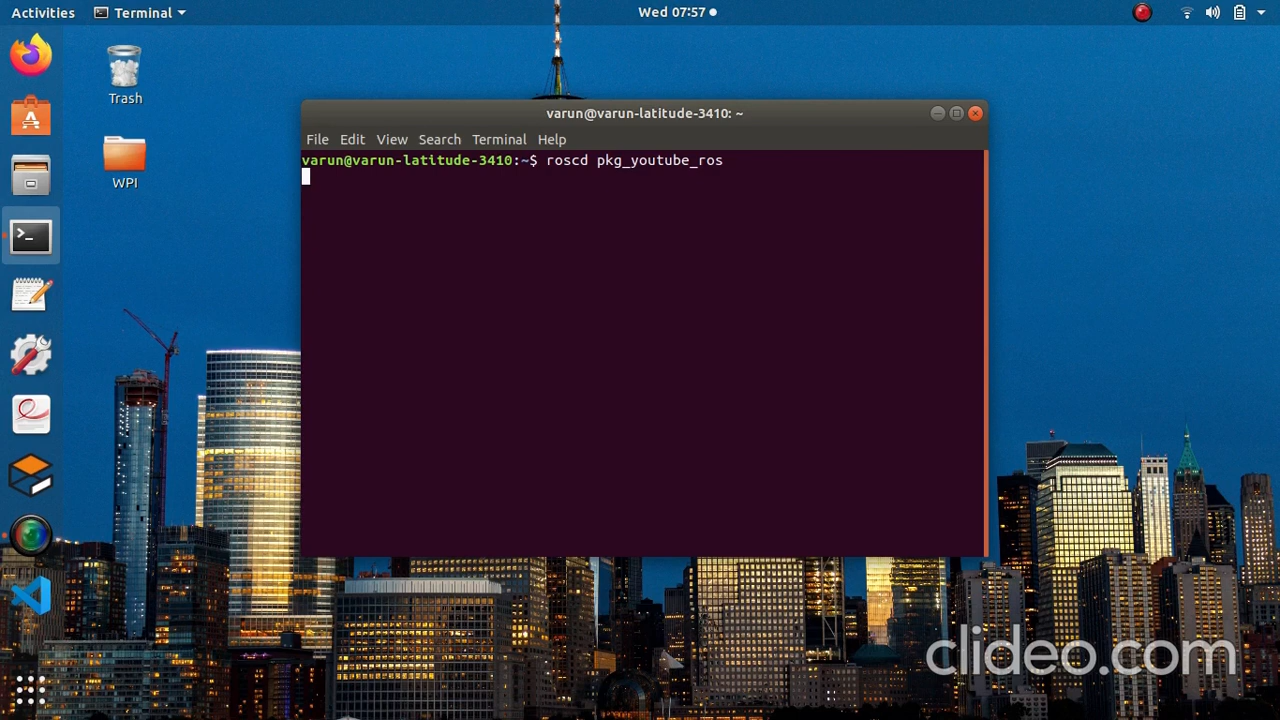 Activities Terminal Wed 07:57
Trash
WPI
varun@varun-latitude-3410: ~
File Edit View Search Terminal Help
varun@varun-latitude-3410:~$ roscd pkg_youtube_ros
clideo.com